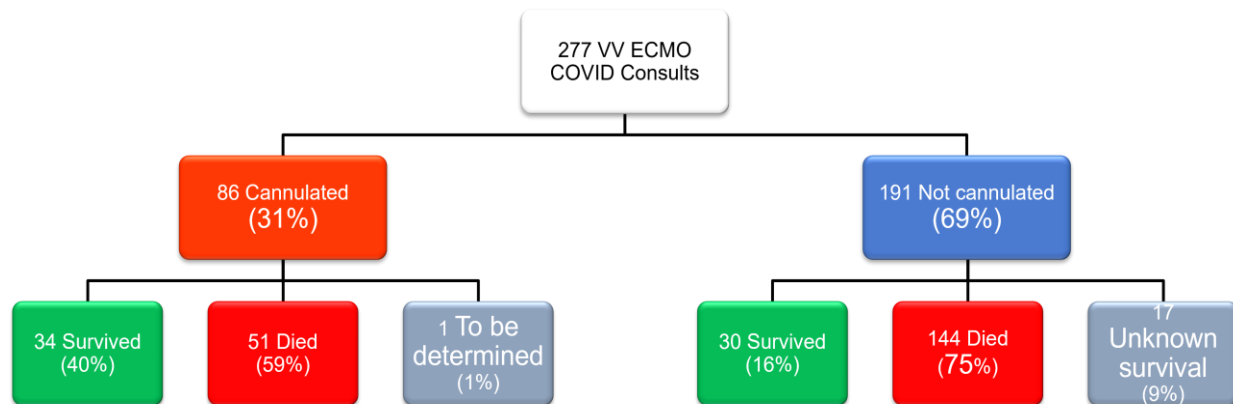 277 VV ECMO
COVID Consults
86 Cannulated
(31%)
191 Not cannulated
(69%)
34 Survived
(40%)
51 Died
(59%)
1 To be
determined
(1%)
30 Survived
(16%)
144 Died
(75%)
17
Unknown
survival
(9%)